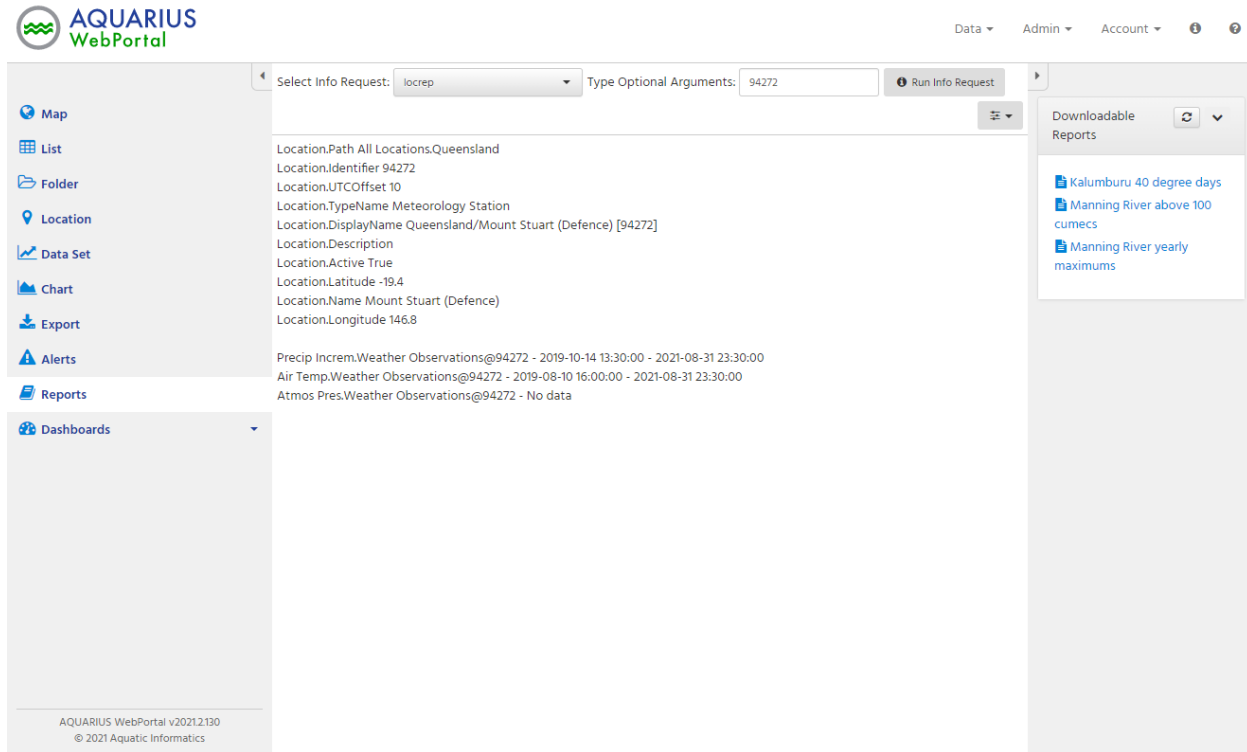 AQUARIUS
WebPortal
Data
Admin
Account
Select Info Request: locrep Type Optional Arguments: 94272 Run Info Request
Map
List
Folder
Location
Data Set
Chart
Export
Alerts
Reports
Dashboards
Location.Path All Locations.Queensland
Location.Identifier 94272
Location.UTCOffset 10
Location.TypeName Meteorology Station
Location.DisplayName Queensland/Mount Stuart (Defence) [94272]
Location.Description
Location.Active True
Location.Latitude -19.4
Location.Name Mount Stuart (Defence)
Location.Longitude 146.8
Precip Increm.Weather Observations@94272 - 2019-10-14 13:30:00 - 2021-08-31 23:30:00
Air Temp.Weather Observations@94272 - 2019-08-10 16:00:00 - 2021-08-31 23:30:00
Atmos Pres.Weather Observations@94272 - No data
Downloadable
Reports
Kalumburu 40 degree days
Manning River above 100
cumecs
Manning River yearly
maximums
AQUARIUS WebPortal v2021.2.130
© 2021 Aquatic Informatics